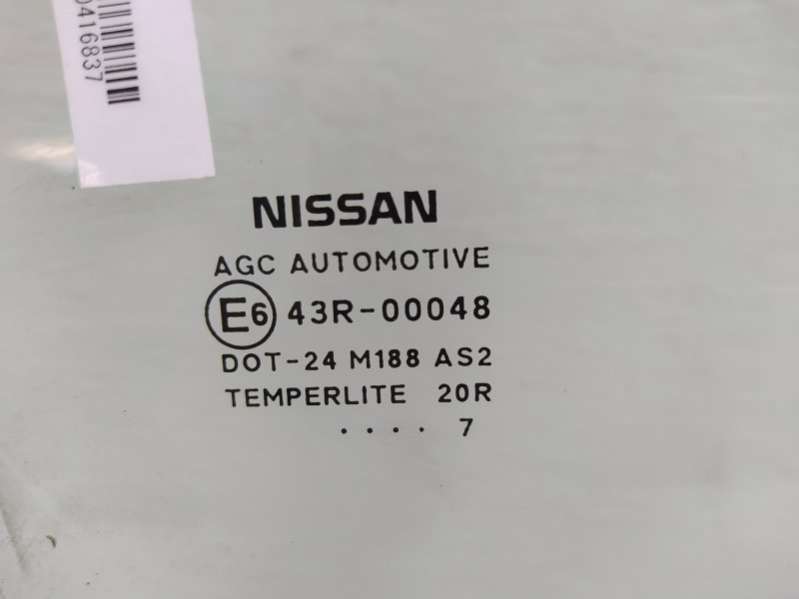 0416837
NISSAN
AGC AUTOMOTIVE
E6 43R-00048
DOT-24 M188 AS2
TEMPERLITE 20R
.... 7